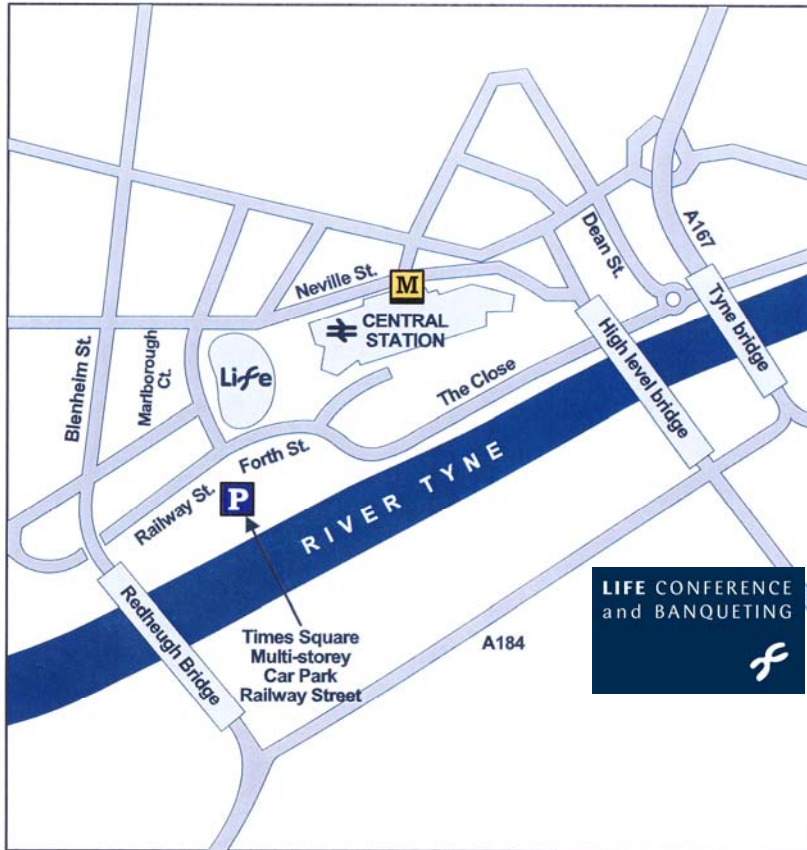 A167
Dean St.
Neville St.
M
Tyne bridge
CENTRAL
STATION
High level bridge
Blenheim St.
Marlborough
Ct.
Life
The Close
Forth St.
Railway St.
P
RIVER TYNE
Redheugh Bridge
Times Square
Multi-storey
Car Park
Railway Street
A184
LIFE CONFERENCE
and BANQUETING